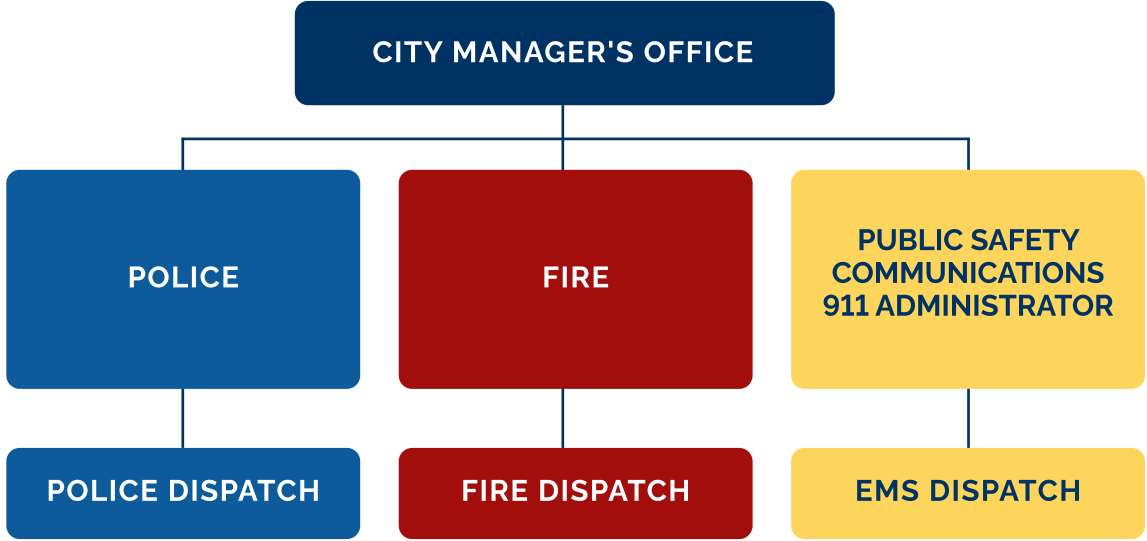 CITY MANAGER'S OFFICE
POLICE
FIRE
PUBLIC SAFETY
COMMUNICATIONS
911 ADMINISTRATOR
POLICE DISPATCH
FIRE DISPATCH
EMS DISPATCH